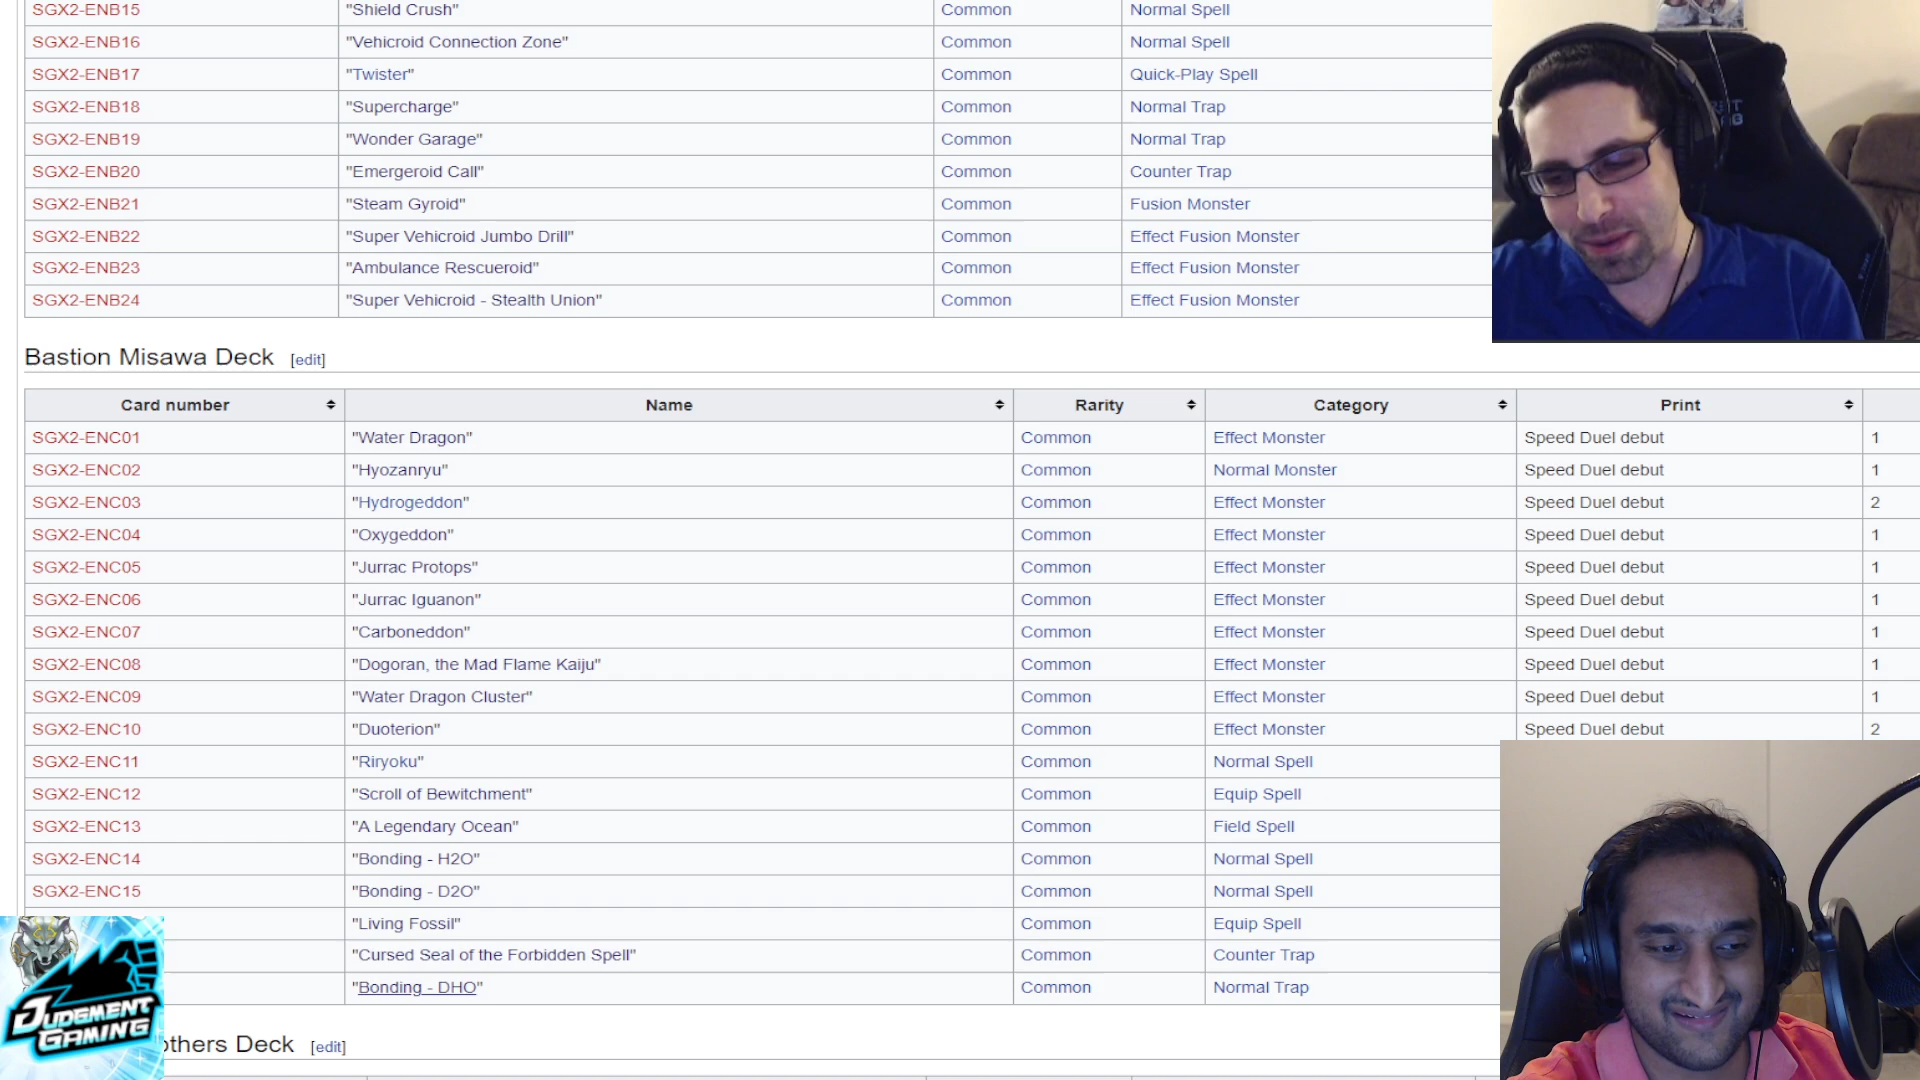 SGX2-ENB15 "Shield Crush" Common Normal Spell
SGX2-ENB16 "Vehicroid Connection Zone" Common Normal Spell
SGX2-ENB17 "Twister" Common Quick-Play Spell
SGX2-ENB18 "Supercharge" Common Normal Trap
SGX2-ENB19 "Wonder Garage" Common Normal Trap
SGX2-ENB20 "Emergeroid Call" Common Counter Trap
SGX2-ENB21 "Steam Gyroid" Common Fusion Monster
SGX2-ENB22 "Super Vehicroid Jumbo Drill" Common Effect Fusion Monster
SGX2-ENB23 "Ambulance Rescueroid" Common Effect Fusion Monster
SGX2-ENB24 "Super Vehicroid - Stealth Union" Common Effect Fusion Monster
Bastion Misawa Deck [edit]
Card number Name Rarity Category Print
SGX2-ENC01 "Water Dragon" Common Effect Monster Speed Duel debut 1
SGX2-ENC02 "Hyozanryu" Common Normal Monster Speed Duel debut 1
SGX2-ENC03 "Hydrogeddon" Common Effect Monster Speed Duel debut 2
SGX2-ENC04 "Oxygeddon" Common Effect Monster Speed Duel debut 1
SGX2-ENC05 "Jurrac Protops" Common Effect Monster Speed Duel debut 1
SGX2-ENC06 "Jurrac Iguanon" Common Effect Monster Speed Duel debut 1
SGX2-ENC07 "Carboneddon" Common Effect Monster Speed Duel debut 1
SGX2-ENC08 "Dogoran, the Mad Flame Kaiju" Common Effect Monster Speed Duel debut 1
SGX2-ENC09 "Water Dragon Cluster" Common Effect Monster Speed Duel debut 1
SGX2-ENC10 "Duoterion" Common Effect Monster Speed Duel debut 2
SGX2-ENC11 "Riryoku" Common Normal Spell
SGX2-ENC12 "Scroll of Bewitchment" Common Equip Spell
SGX2-ENC13 "A Legendary Ocean" Common Field Spell
SGX2-ENC14 "Bonding - H2O" Common Normal Spell
SGX2-ENC15 "Bonding - D2O" Common Normal Spell
"Living Fossil" Common Equip Spell
"Cursed Seal of the Forbidden Spell" Common Counter Trap
"Bonding - DHO" Common Normal Trap
JUDGMENT
GAMING
others Deck [edit]